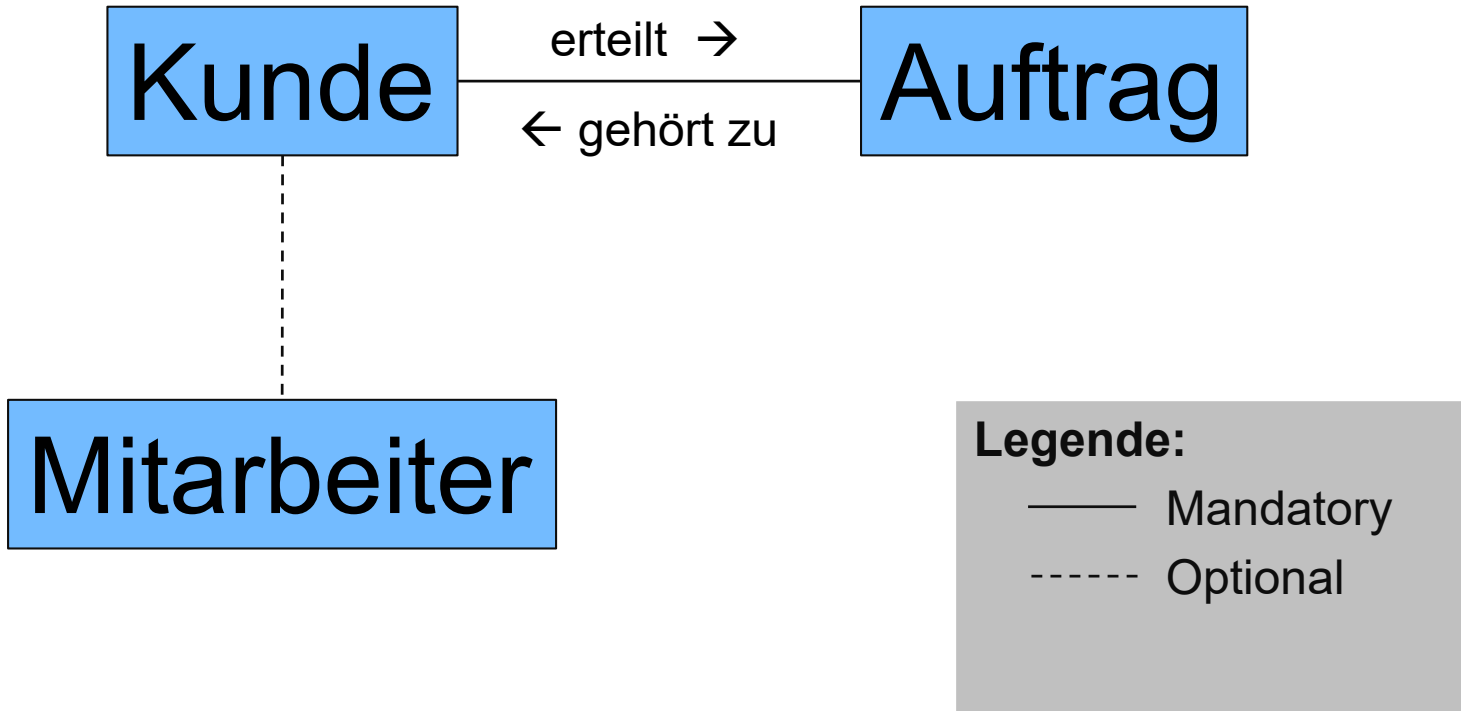 Kunde
erteilt →
Auftrag
← gehört zu
Mitarbeiter
Legende:
Mandatory
Optional